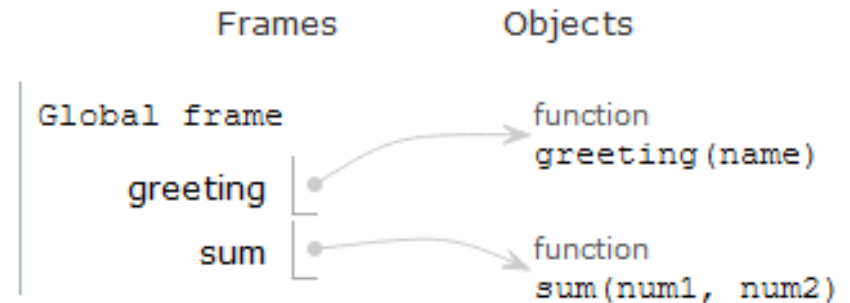 Frames Objects
Global frame
function
greeting(name)
greeting
sum
function
sum(num1, num2)